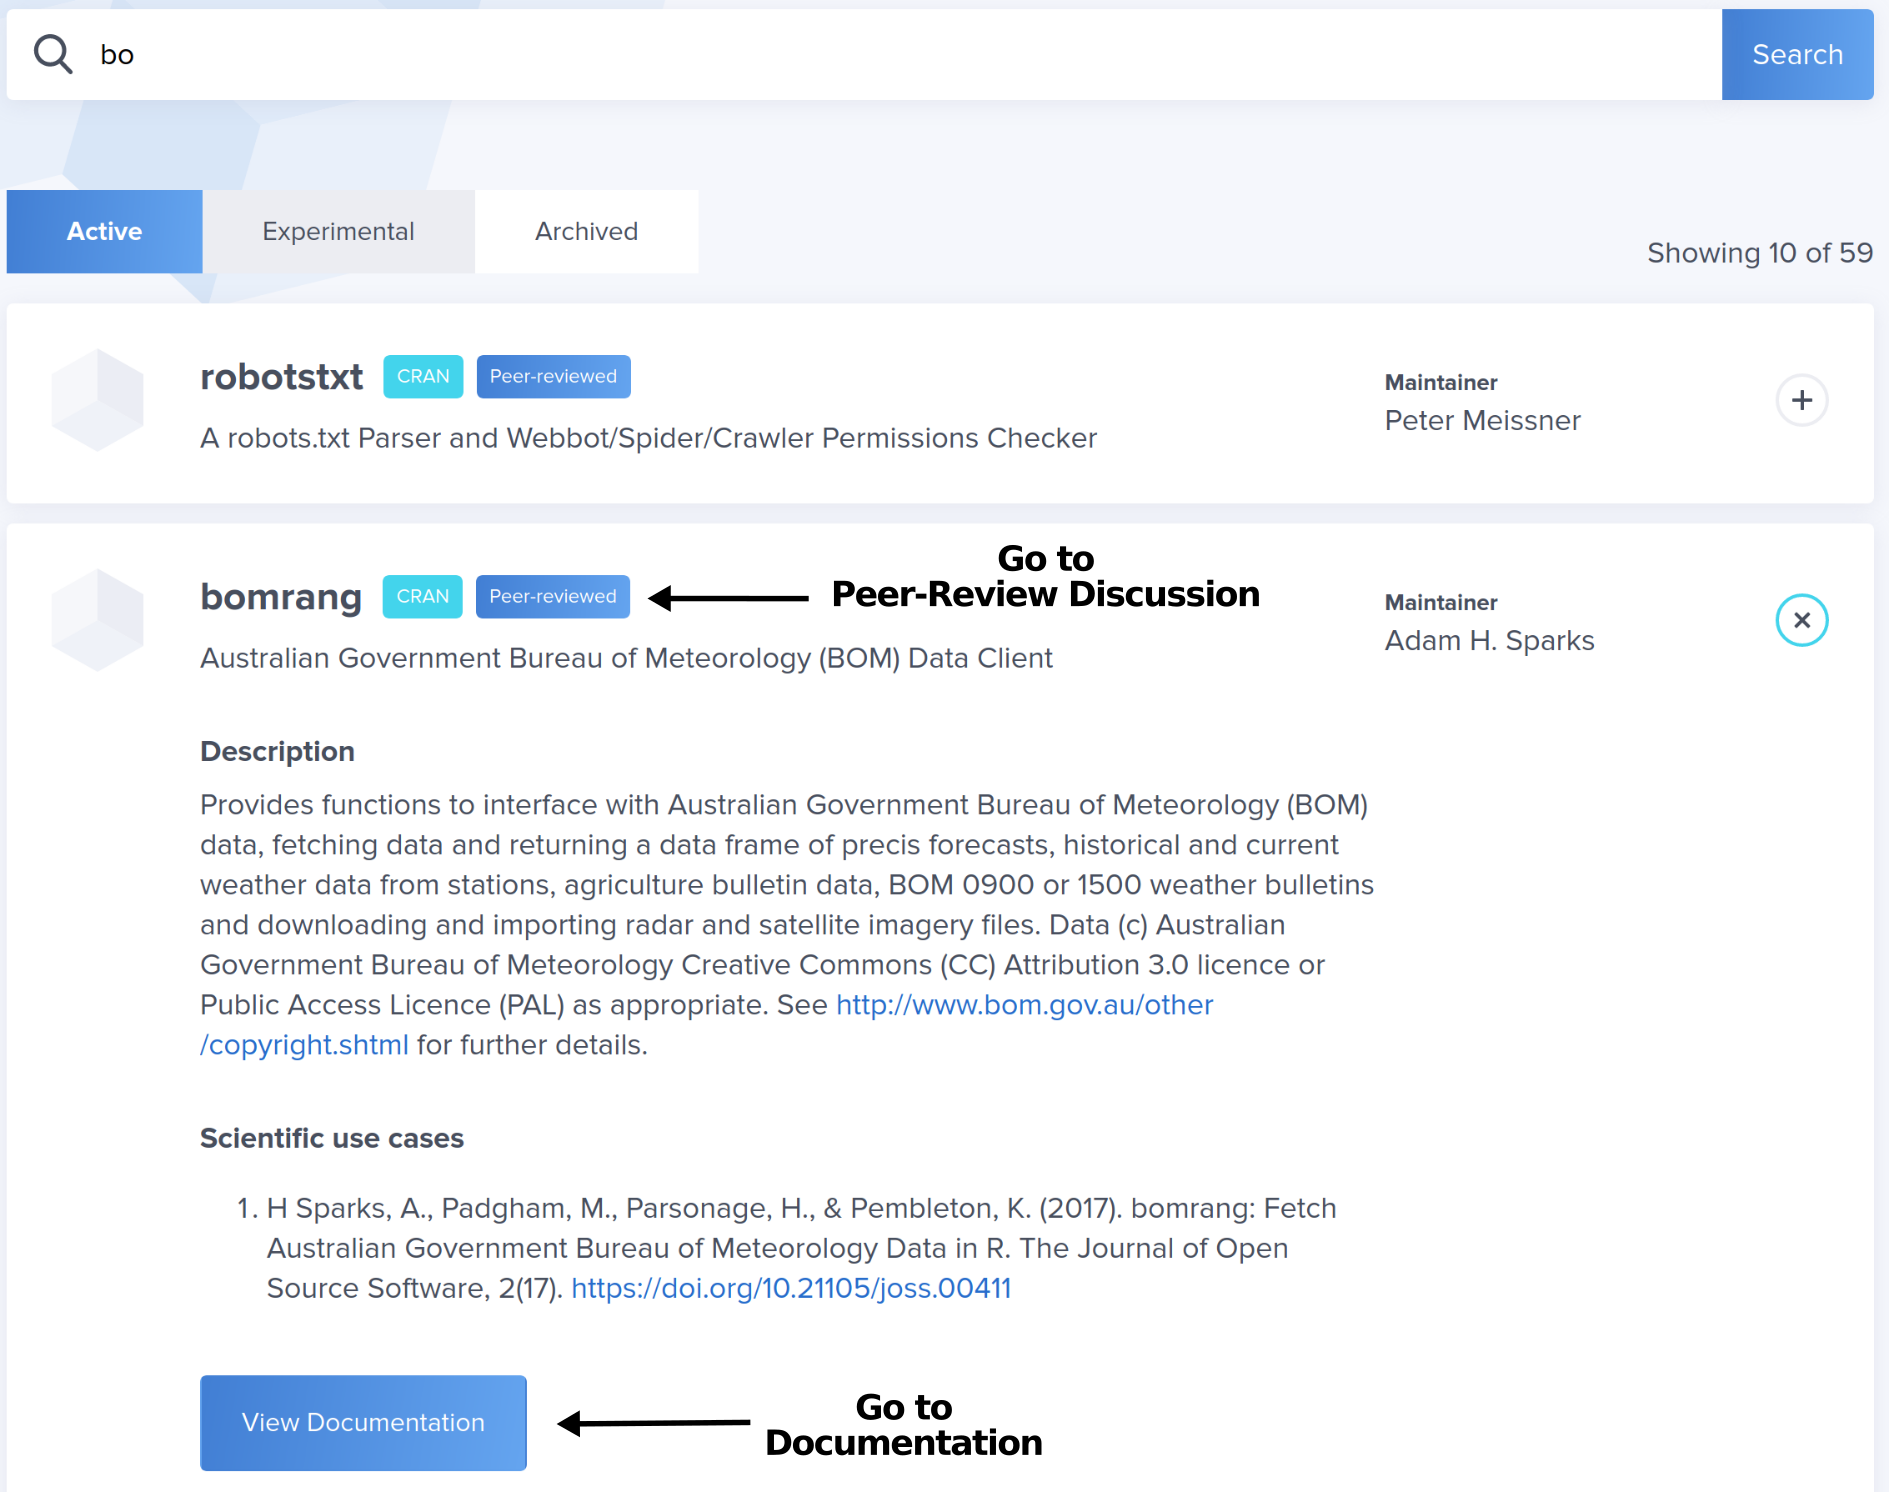 bo
Search
Active
Experimental
Archived
Showing 10 of 59
robotstxt CRAN Peer-reviewed
A robots.txt Parser and Webbot/Spider/Crawler Permissions Checker
Maintainer
Peter Meissner
bomrang CRAN Peer-reviewed
Go to
Peer-Review Discussion
Australian Government Bureau of Meteorology (BOM) Data Client
Maintainer
Adam H. Sparks
Description
Provides functions to interface with Australian Government Bureau of Meteorology (BOM)
data, fetching data and returning a data frame of precis forecasts, historical and current
weather data from stations, agriculture bulletin data, BOM 0900 or 1500 weather bulletins
and downloading and importing radar and satellite imagery files. Data (c) Australian
Government Bureau of Meteorology Creative Commons (CC) Attribution 3.0 licence or
Public Access Licence (PAL) as appropriate. See http://www.bom.gov.au/other
/copyright.shtml for further details.
Scientific use cases
1. H Sparks, A., Padgham, M., Parsonage, H., & Pembleton, K. (2017). bomrang: Fetch
Australian Government Bureau of Meteorology Data in R. The Journal of Open
Source Software, 2(17). https://doi.org/10.21105/joss.00411
View Documentation
Go to
Documentation